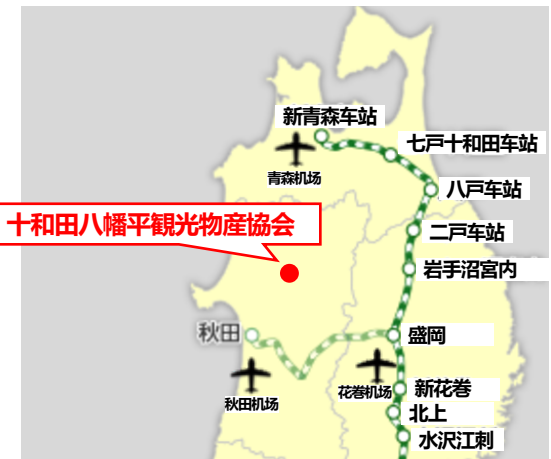 新青森车站
七戸十和田车站
青森机场
八戸车站
十和田八幡平観光物産協会
二戸车站
岩手沼宮内
秋田
盛岡
秋田机场
花巻机场
新花巻
北上
水沢江刺